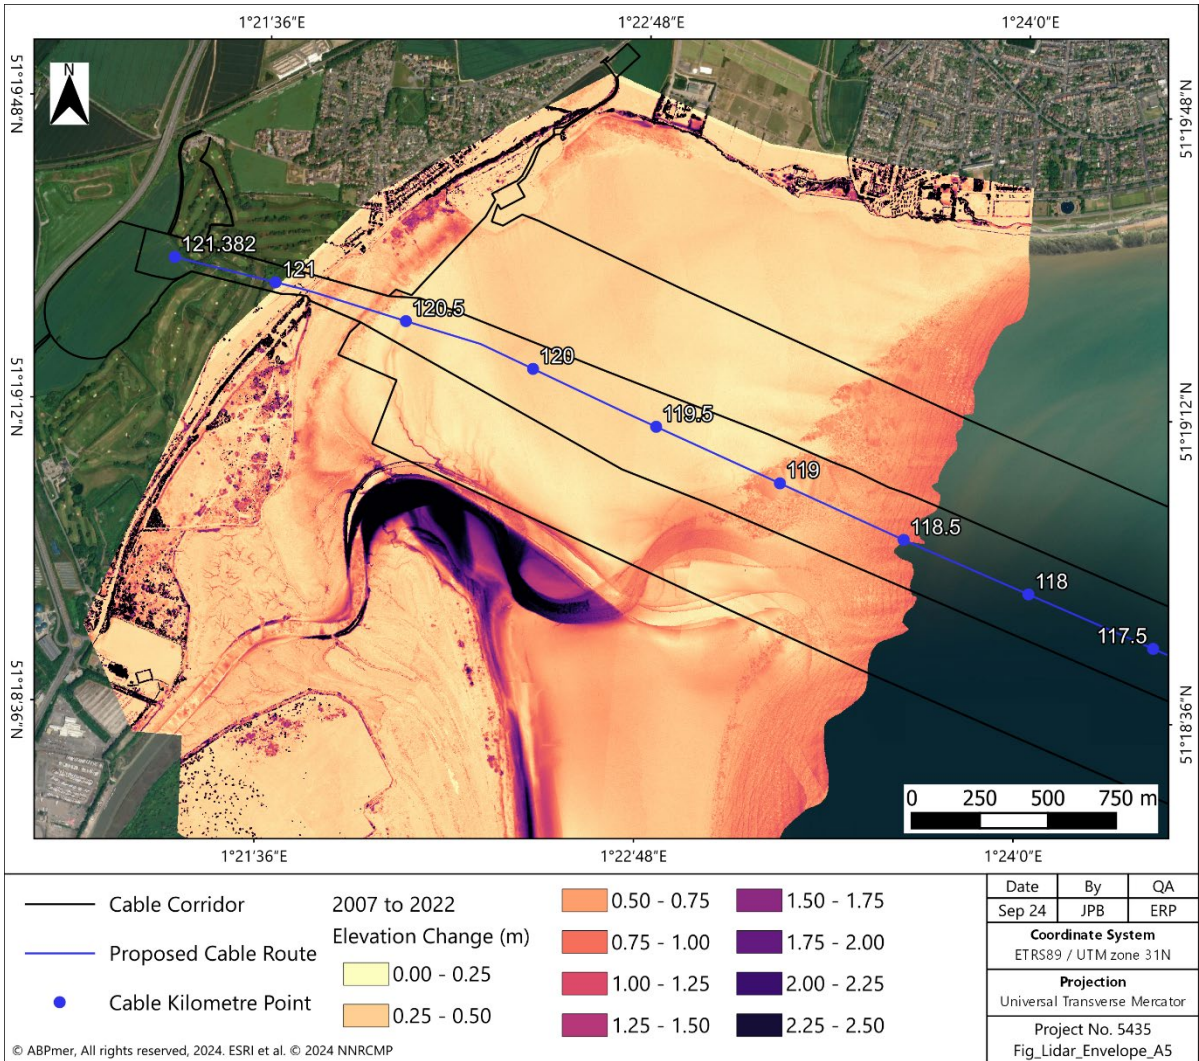 1°21'36"E
1°22'48"E
1°24'0"E
51°19'48"N
51°19'48"N
N
121.382
121
120.5
120
119.5
51°19'12"N
51°19'12"N
119
118.5
118
117.5
51°18'36"N
51°18'36"N
0 250 500 750 m
1°21'36"E
1°22'48"E
1°24'0"E
Cable Corridor
Proposed Cable Route
Cable Kilometre Point
2007 to 2022
Elevation Change (m)
0.00 - 0.25
0.25 - 0.50
0.50 - 0.75
0.75 - 1.00
1.00 - 1.25
1.25 - 1.50
1.50 - 1.75
1.75 - 2.00
2.00 - 2.25
2.25 - 2.50
Date By QA
Sep 24 JPB ERP
Coordinate System
ETRS89 / UTM zone 31N
Projection
Universal Transverse Mercator
Project No. 5435
Fig_Lidar_Envelope_A5
© ABPmer, All rights reserved, 2024. ESRI et al. © 2024 NNRCMP